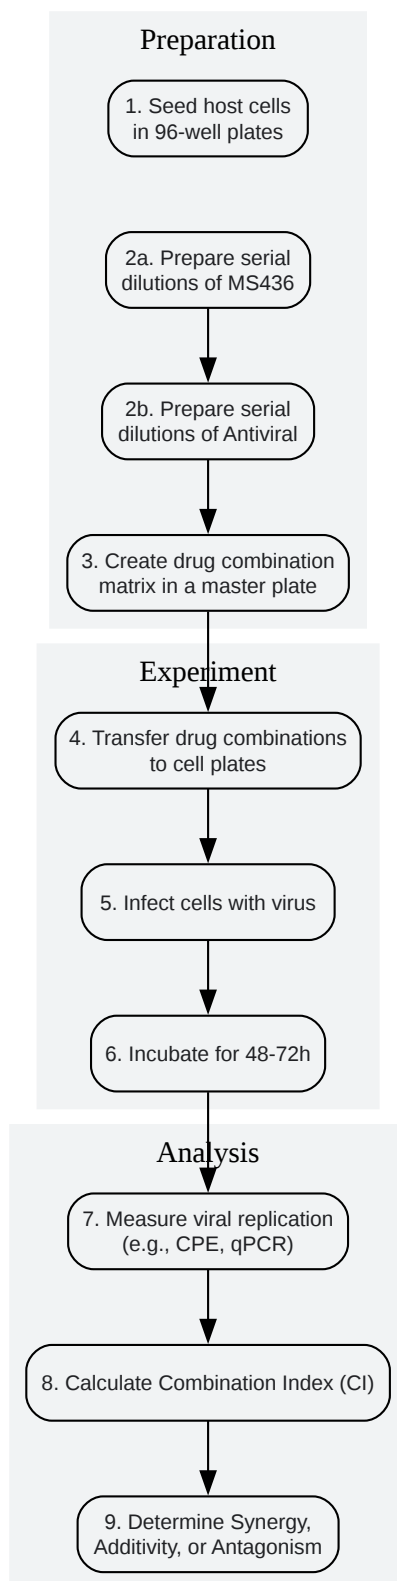 Preparation
1. Seed host cells
in 96-well plates
2a. Prepare serial
dilutions of MS436
2b. Prepare serial
dilutions of Antiviral
3. Create drug combination
matrix in a master plate
Experiment
4. Transfer drug combinations
to cell plates
5. Infect cells with virus
6. Incubate for 48-72h
Analysis
7. Measure viral replication
(e.g., CPE, qPCR)
8. Calculate Combination Index (CI)
9. Determine Synergy,
Additivity, or Antagonism